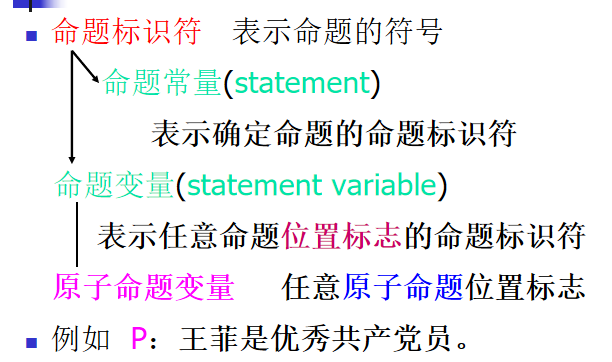 命题标识符 表示命题的符号
命题常量(statement)
表示确定命题的命题标识符
命题变量(statement variable)
表示任意命题位置标志的命题标识符
原子命题变量 任意原子命题位置标志
例如 P：王菲是优秀共产党员。